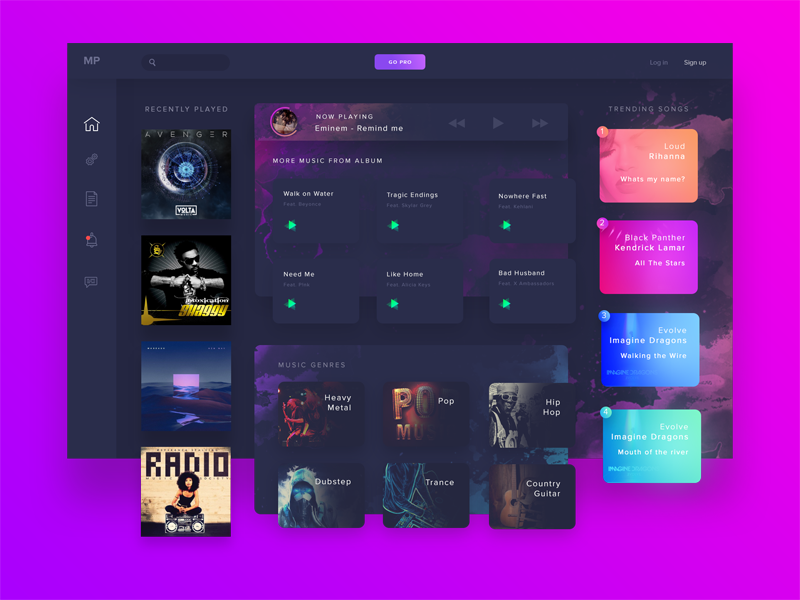 MP
GO PRO
Log in
Sign up
RECENTLY PLAYED
AVENGER
VOLTA
Intoxication
SHAGGY
RADIO
NOW PLAYING
Eminem - Remind me
MORE MUSIC FROM ALBUM
Walk on Water
Feat. Beyoncé
Tragic Endings
Feat. Skylar Grey
Nowhere Fast
Feat. Kehlani
Need Me
Feat. P!nk
Like Home
Feat. Alicia Keys
Bad Husband
Feat. X Ambassadors
MUSIC GENRES
Heavy
Metal
Pop
Hip
Hop
Dubstep
Trance
Country
Guitar
TRENDING SONGS
1
Loud
Rihanna
Whats my name?
2
Black Panther
Kendrick Lamar
All The Stars
3
Evolve
Imagine Dragons
Walking the Wire
4
Evolve
Imagine Dragons
Mouth of the river